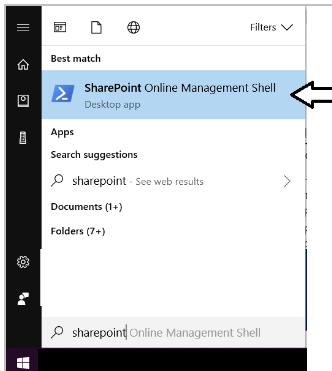 Filters
Best match
SharePoint Online Management Shell
Desktop app
Apps
Search suggestions
sharepoint - See web results
Documents (1+)
Folders (7+)
sharepoint Online Management Shell